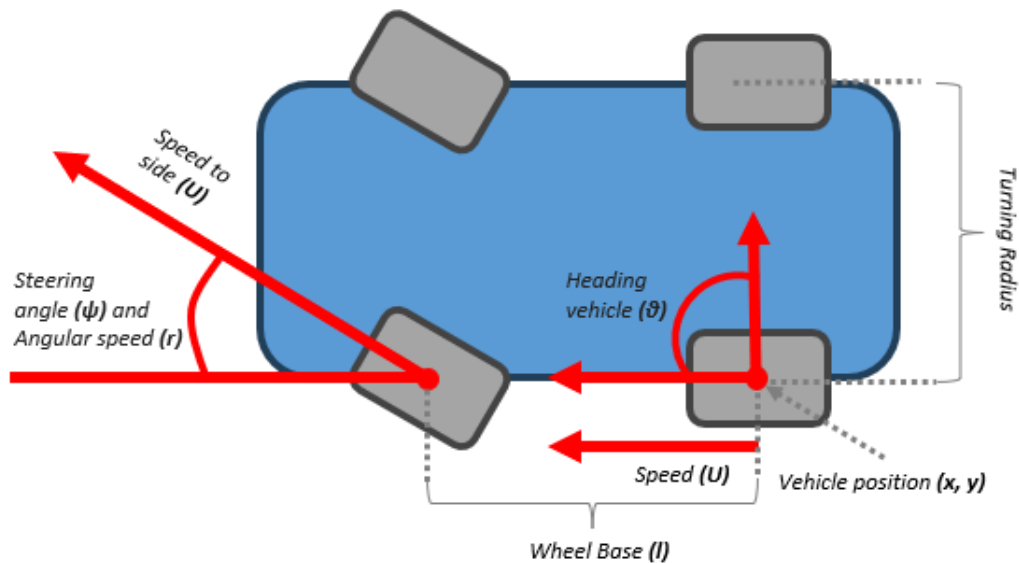 Speed to
side (U)
Steering
angle (ψ) and
Angular speed (r)
Heading
vehicle (ϑ)
Turning Radius
Speed (U)
Vehicle position (x, y)
Wheel Base (l)